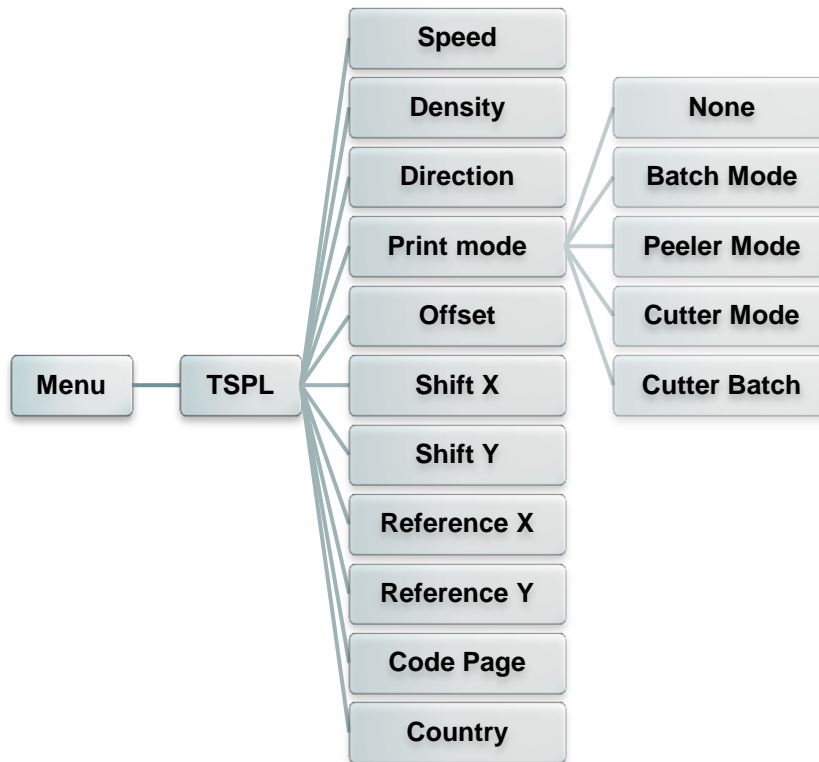 Menu
TSPL
Speed
Density
Direction
Print mode
None
Batch Mode
Peeler Mode
Cutter Mode
Cutter Batch
Offset
Shift X
Shift Y
Reference X
Reference Y
Code Page
Country